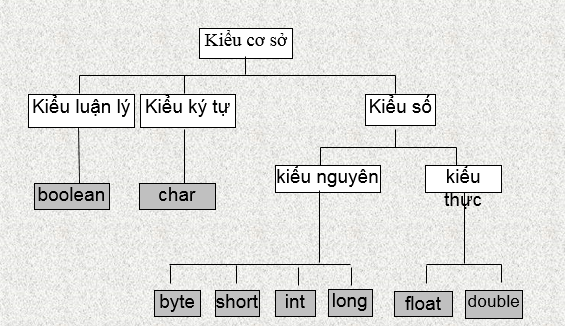 Kiểu cơ sở
Kiểu luận lý
Kiểu ký tự
Kiểu số
boolean
char
kiểu nguyên
kiểu
thực
byte
short
int
long
float
double